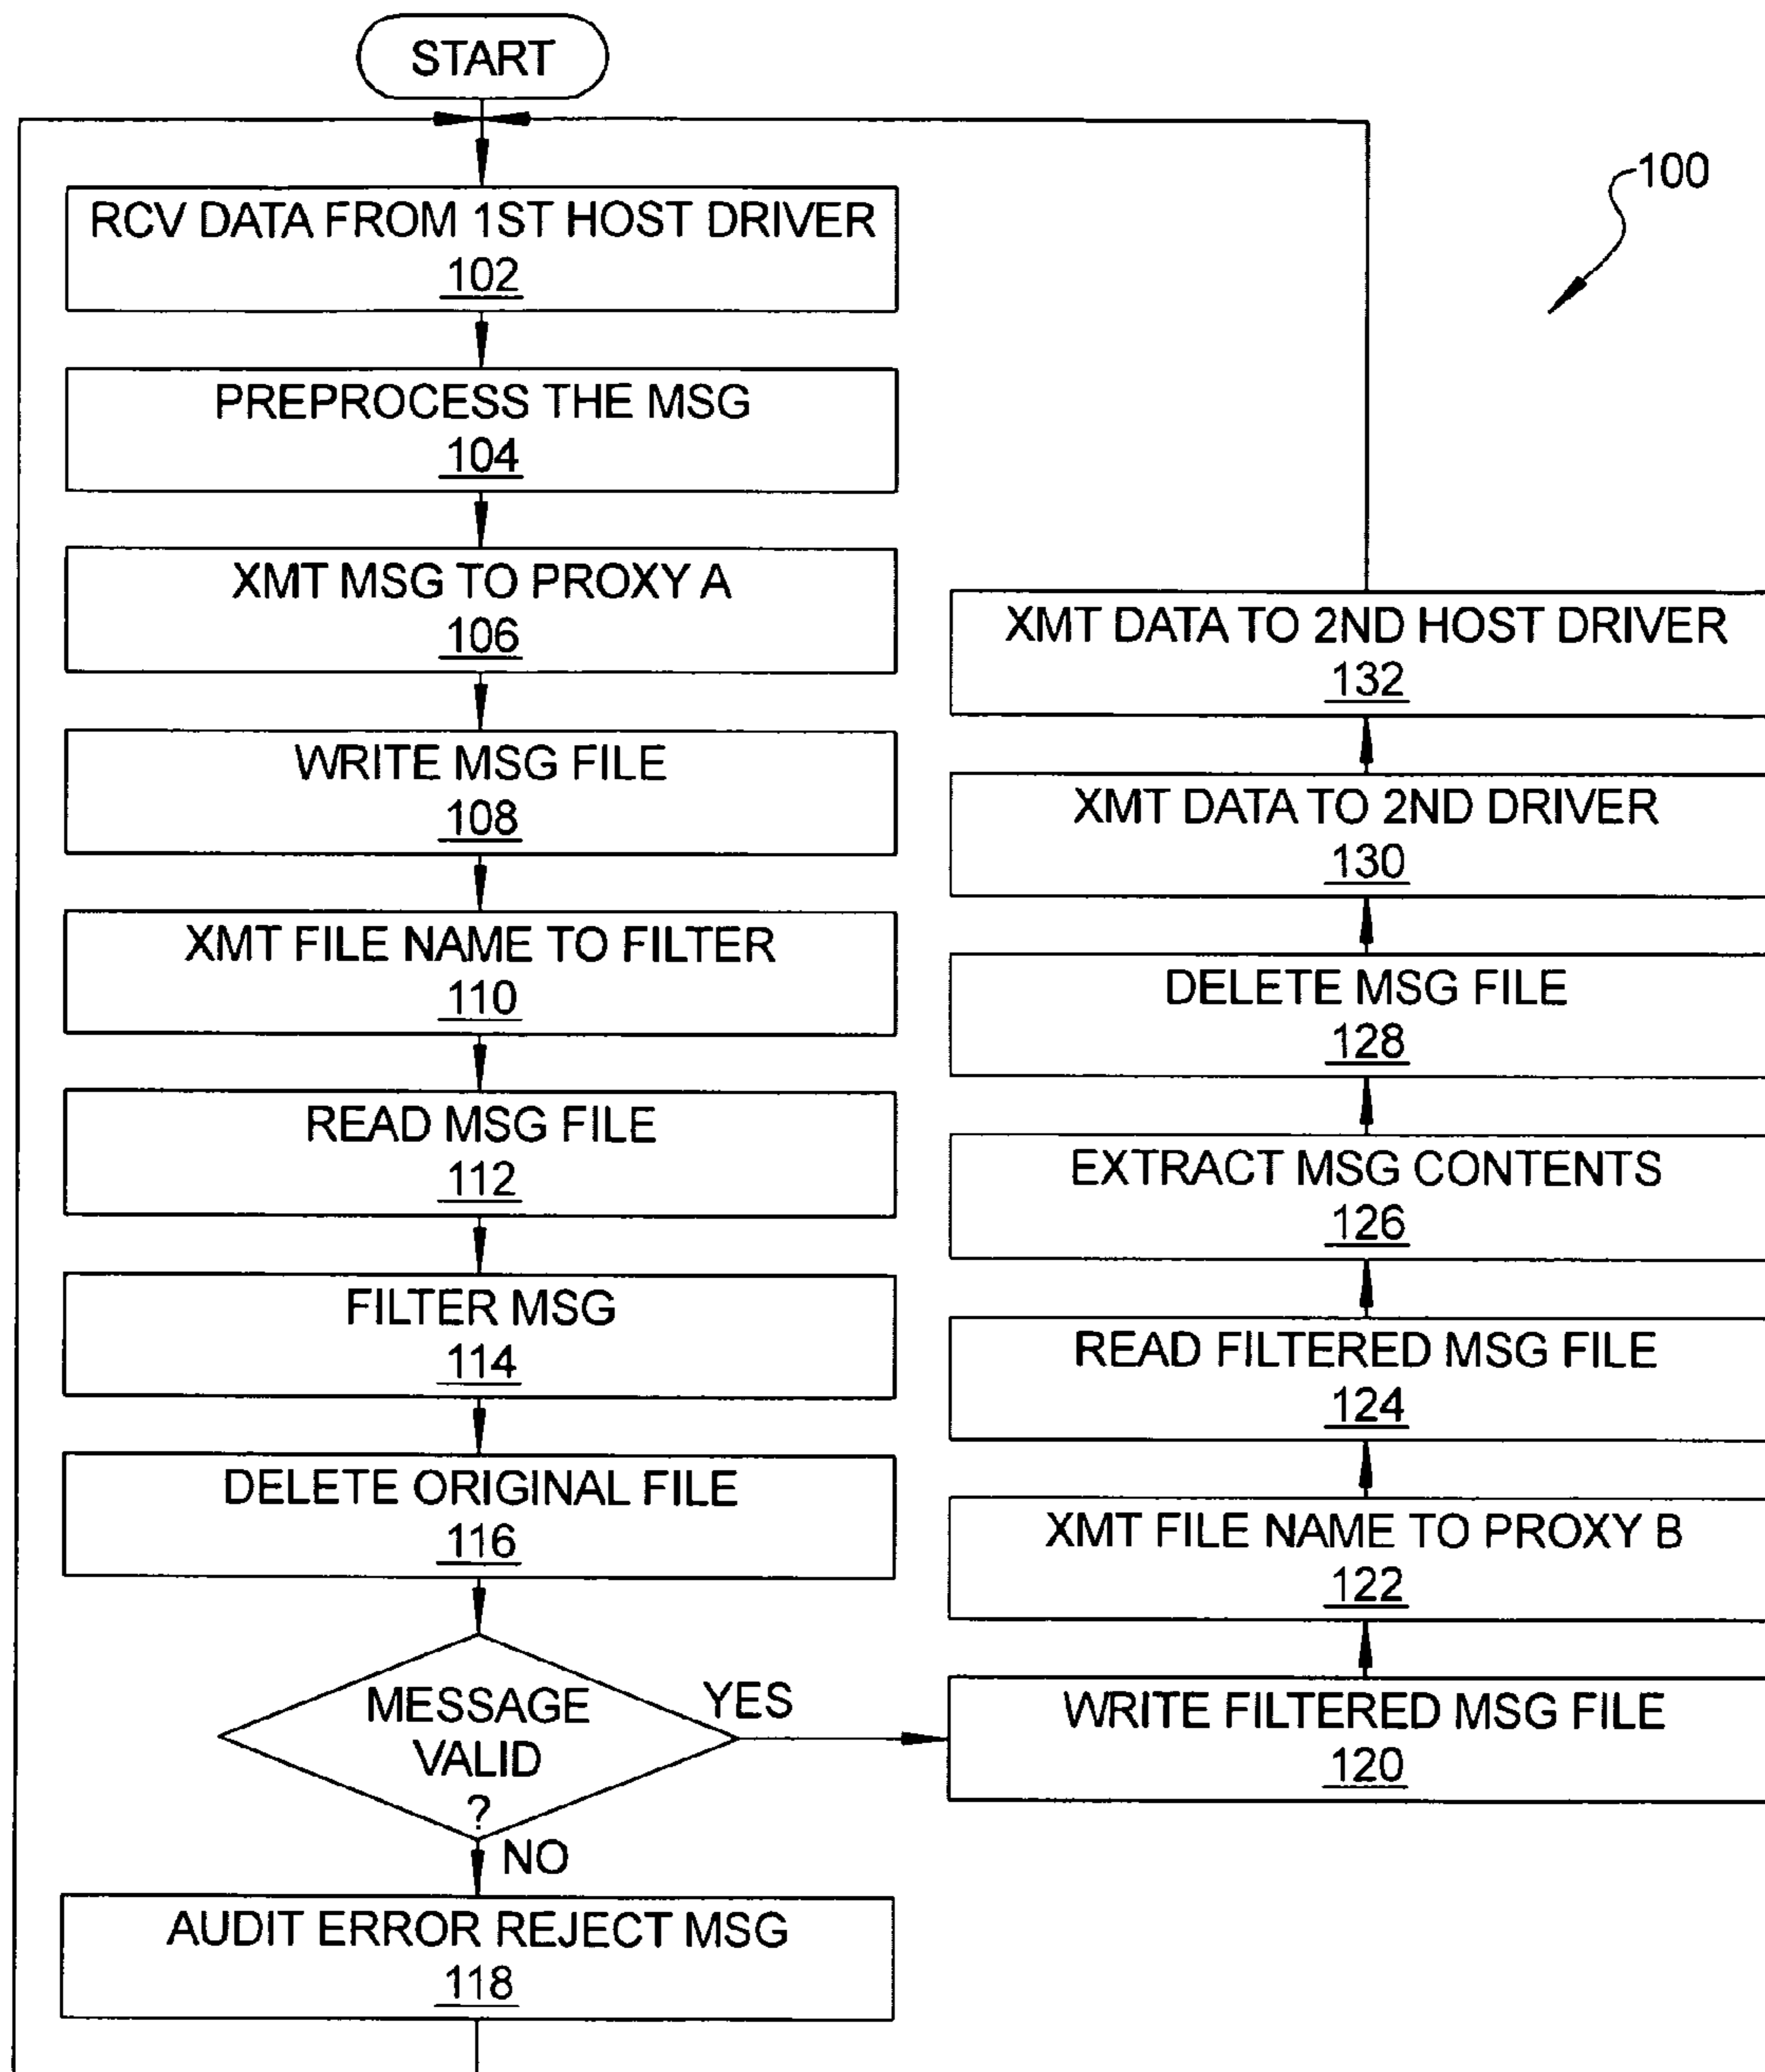 START
100
RCV DATA FROM 1ST HOST DRIVER
102
PREPROCESS THE MSG
104
XMT MSG TO PROXY A
106
WRITE MSG FILE
108
XMT FILE NAME TO FILTER
110
READ MSG FILE
112
FILTER MSG
114
DELETE ORIGINAL FILE
116
MESSAGE
VALID
?
YES
NO
AUDIT ERROR REJECT MSG
118
XMT DATA TO 2ND HOST DRIVER
132
XMT DATA TO 2ND DRIVER
130
DELETE MSG FILE
128
EXTRACT MSG CONTENTS
126
READ FILTERED MSG FILE
124
XMT FILE NAME TO PROXY B
122
WRITE FILTERED MSG FILE
120